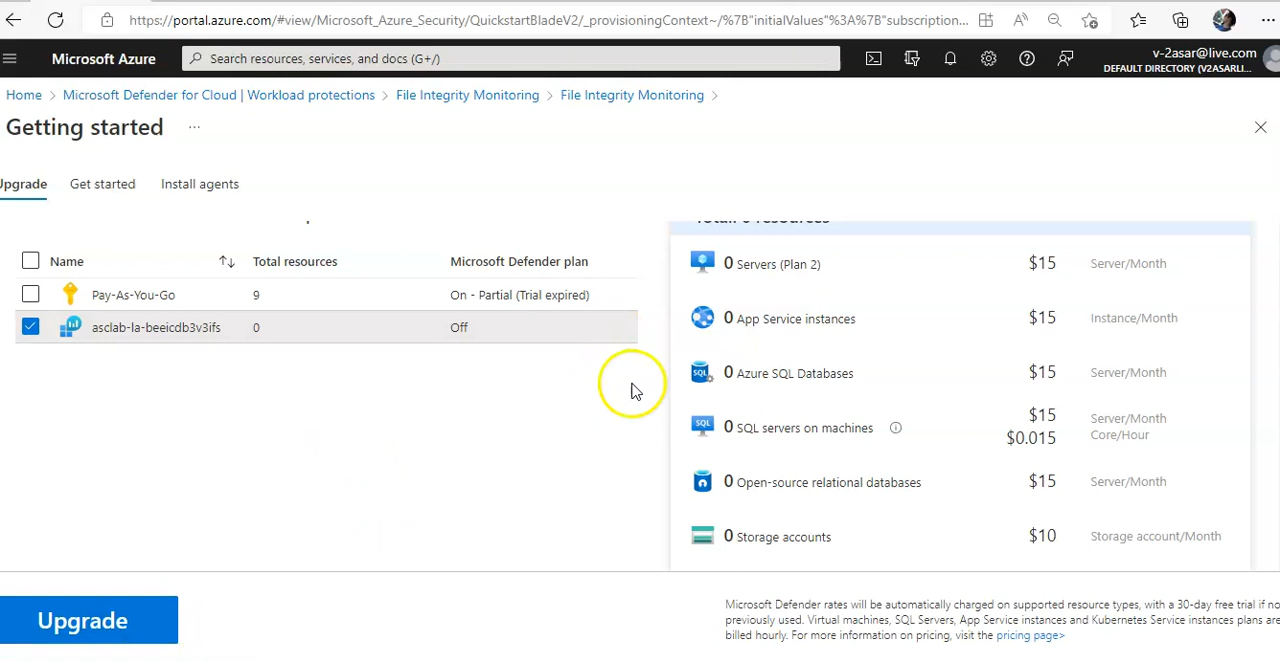 https://portal.azure.com/#view/Microsoft_Azure_Security/QuickstartBladeV2/_provisioningContext~/%7B"initialValues"%3A%7B"subscription...
Microsoft Azure
Search resources, services, and docs (G+/)
v-2asar@live.com
DEFAULT DIRECTORY (V2ASARLI...
Home > Microsoft Defender for Cloud | Workload protections > File Integrity Monitoring > File Integrity Monitoring >
Getting started ...
Upgrade
Get started
Install agents
Total: 0 resources
Name
Total resources
Microsoft Defender plan
Pay-As-You-Go
9
On - Partial (Trial expired)
asclab-la-beeicdb3v3ifs
0
Off
0 Servers (Plan 2)
$15
Server/Month
0 App Service instances
$15
Instance/Month
0 Azure SQL Databases
$15
Server/Month
0 SQL servers on machines
$15
Server/Month
$0.015
Core/Hour
0 Open-source relational databases
$15
Server/Month
0 Storage accounts
$10
Storage account/Month
Upgrade
Microsoft Defender rates will be automatically charged on supported resource types, with a 30-day free trial if no
previously used. Virtual machines, SQL Servers, App Service instances and Kubernetes Service instances plans are
billed hourly. For more information on pricing, visit the pricing page>